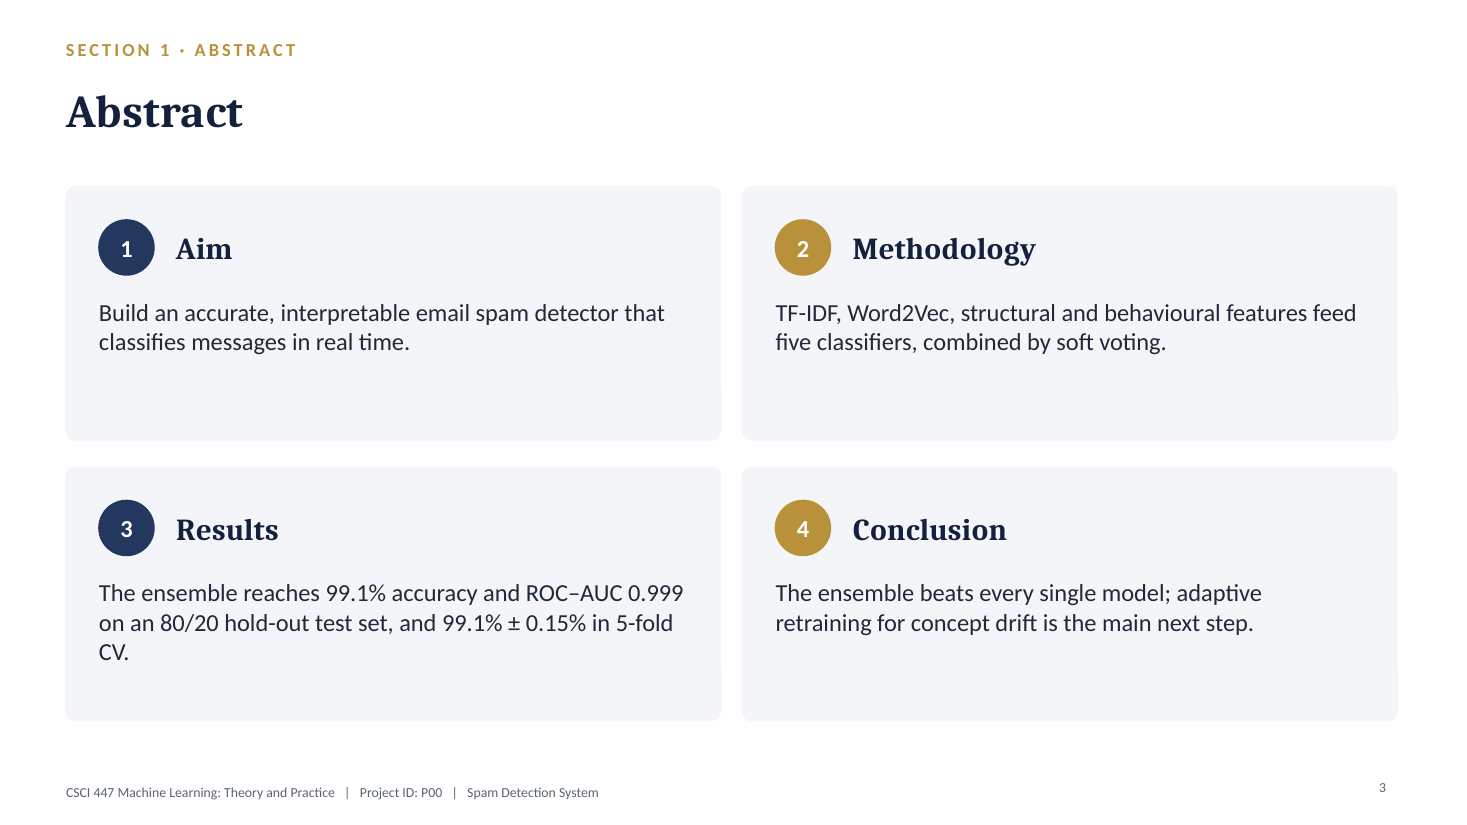 SECTION 1 · ABSTRACT
Abstract
1
Aim
Build an accurate, interpretable email spam detector that
classifies messages in real time.
2
Methodology
TF-IDF, Word2Vec, structural and behavioural features feed
five classifiers, combined by soft voting.
3
Results
The ensemble reaches 99.1% accuracy and ROC–AUC 0.999
on an 80/20 hold-out test set, and 99.1% ± 0.15% in 5-fold
CV.
4
Conclusion
The ensemble beats every single model; adaptive
retraining for concept drift is the main next step.
CSCI 447 Machine Learning: Theory and Practice | Project ID: P00 | Spam Detection System
3